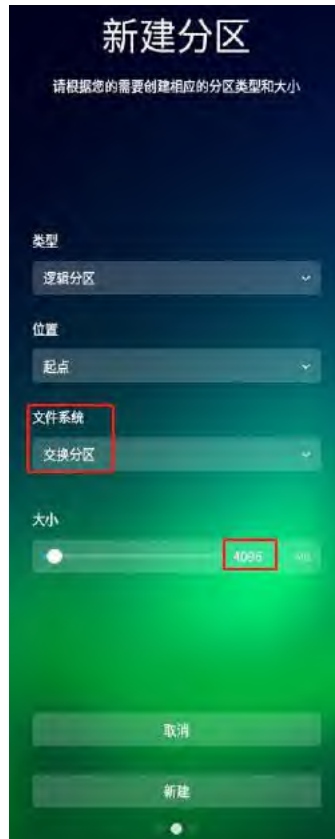 新建分区
请根据您的需要创建相应的分区类型和大小
类型
逻辑分区
位置
起点
文件系统
交换分区
大小
4096 MB
取消
新建